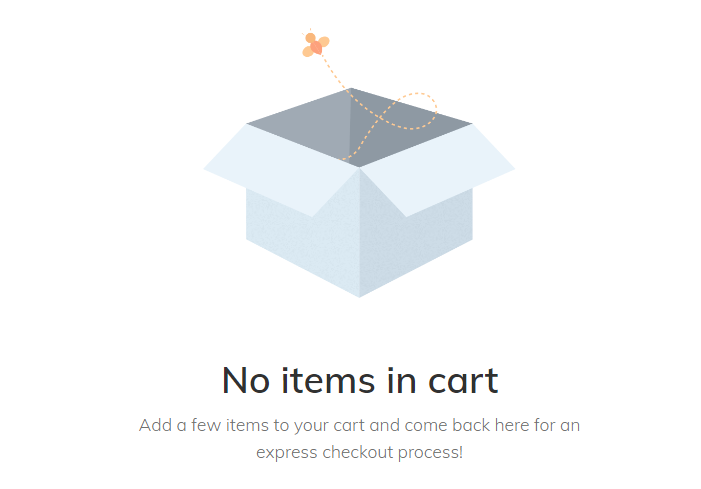 No items in cart
Add a few items to your cart and come back here for an
express checkout process!